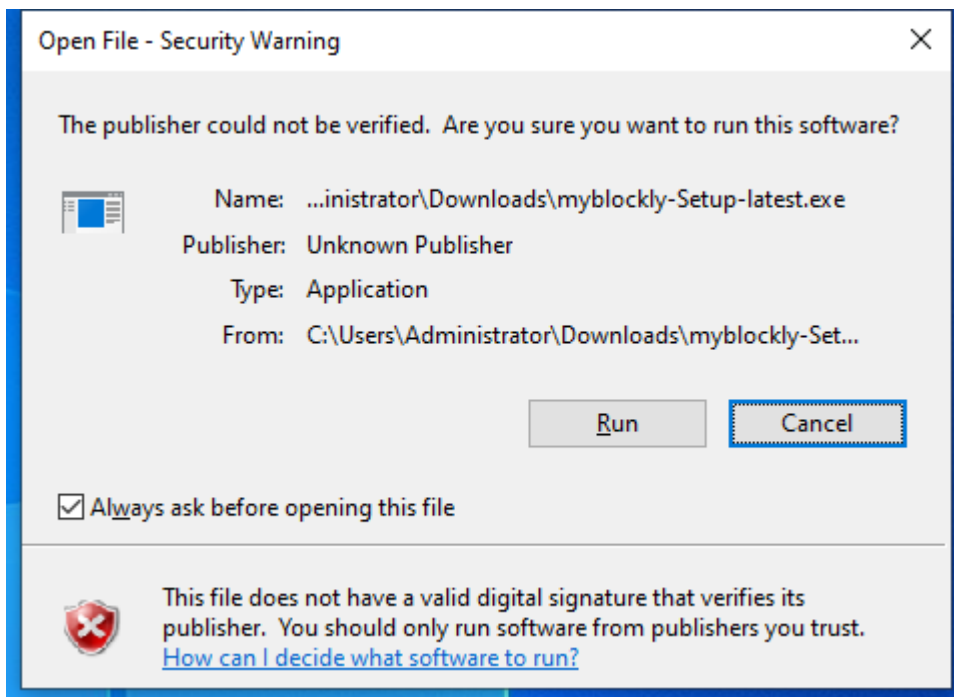 Open File - Security Warning
The publisher could not be verified.  Are you sure you want to run this software?
Name: ...inistrator\Downloads\myblockly-Setup-latest.exe
Publisher: Unknown Publisher
Type: Application
From: C:\Users\Administrator\Downloads\myblockly-Set...
Run Cancel
Always ask before opening this file
This file does not have a valid digital signature that verifies its
publisher.  You should only run software from publishers you trust.
How can I decide what software to run?